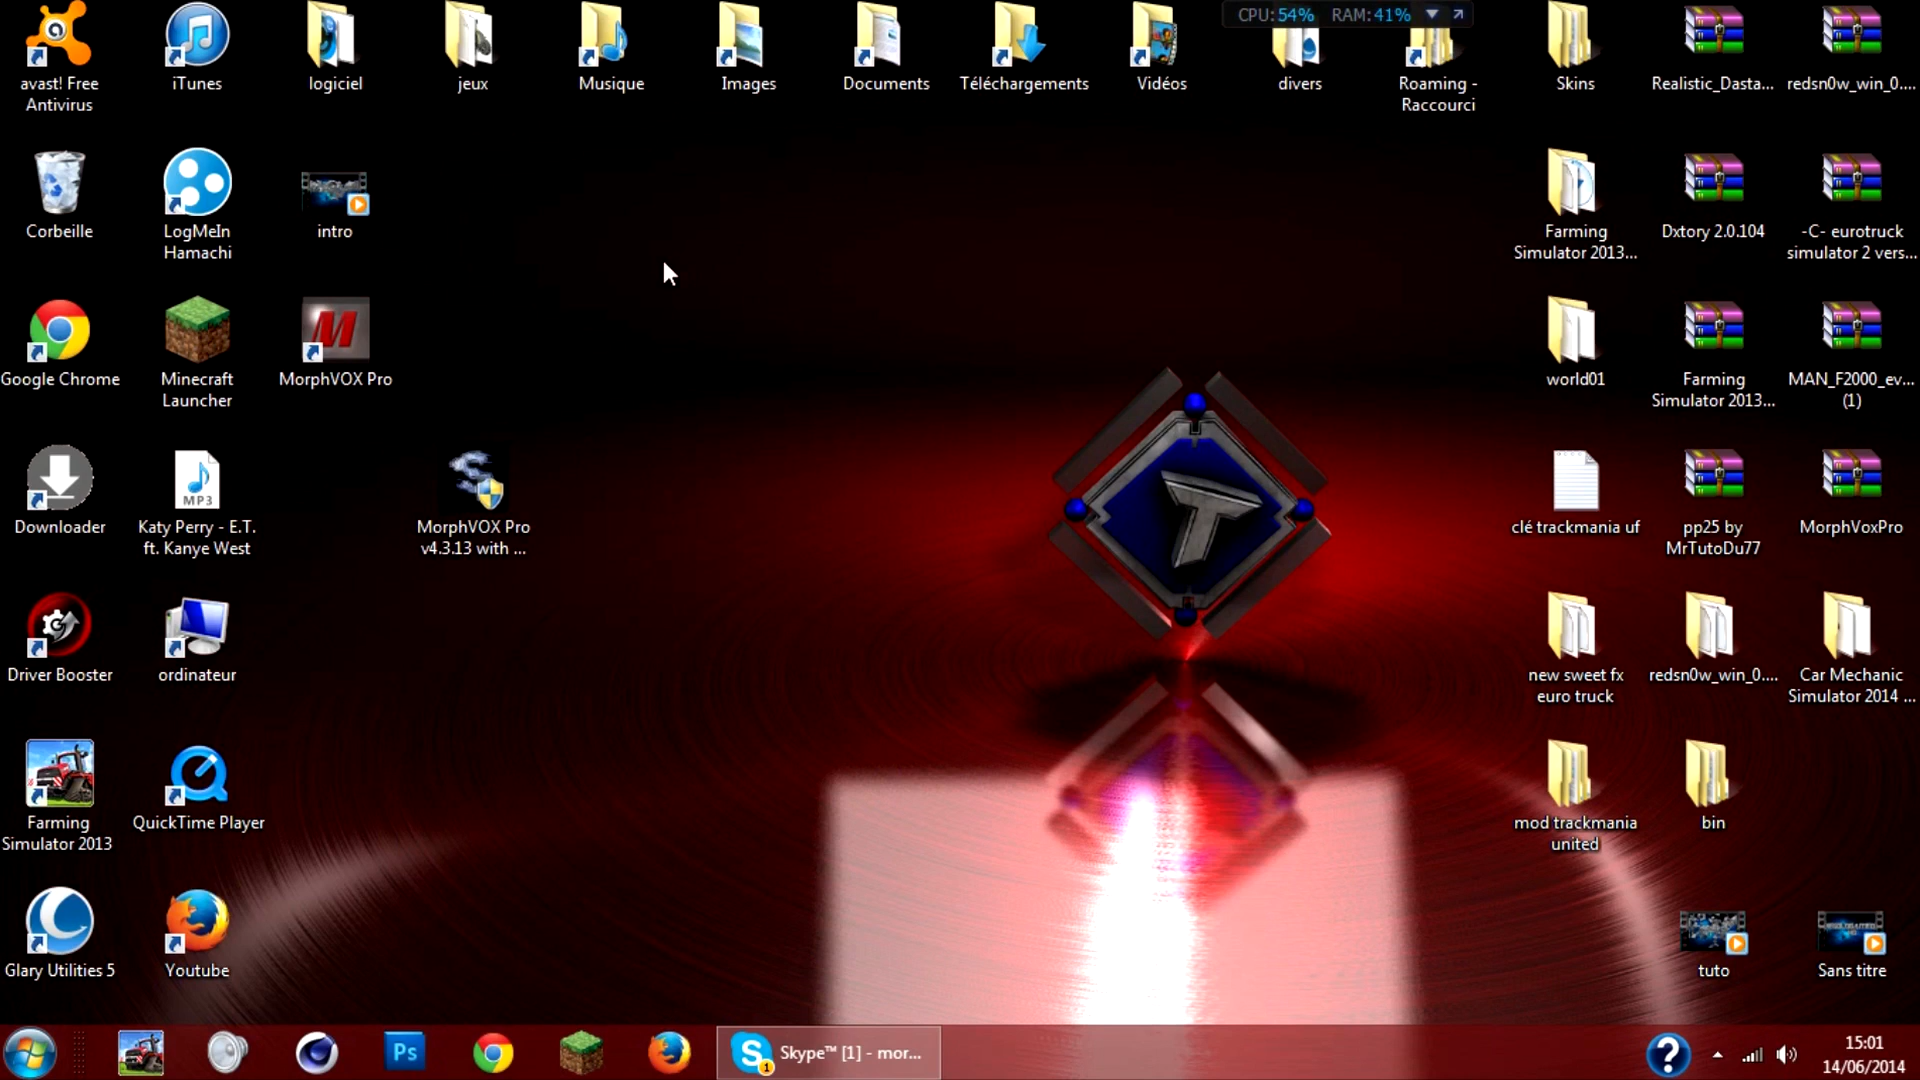 CPU: 54% RAM: 41%
avast! Free
Antivirus
iTunes
logiciel
jeux
Musique
Images
Documents
Téléchargements
Vidéos
divers
Roaming -
Raccourci
Skins
Realistic_Dasta...
redsn0w_win_0....
Corbeille
LogMeIn
Hamachi
intro
Farming
Simulator 2013...
Dxtory 2.0.104
-C- eurotruck
simulator 2 vers...
Google Chrome
Minecraft
Launcher
M
MorphVOX Pro
world01
Farming
Simulator 2013...
MAN_F2000_ev...
(1)
Downloader
MP3
Katy Perry - E.T.
ft. Kanye West
MorphVOX Pro
v4.3.13 with ...
clé trackmania uf
pp25 by
MrTutoDu77
MorphVoxPro
T
Driver Booster
ordinateur
new sweet fx
euro truck
redsn0w_win_0....
Car Mechanic
Simulator 2014 ...
Farming
Simulator 2013
QuickTime Player
mod trackmania
united
bin
Glary Utilities 5
Youtube
tuto
Sans titre
Ps
S
1
Skype™ [1] - mor...
?
15:01
14/06/2014